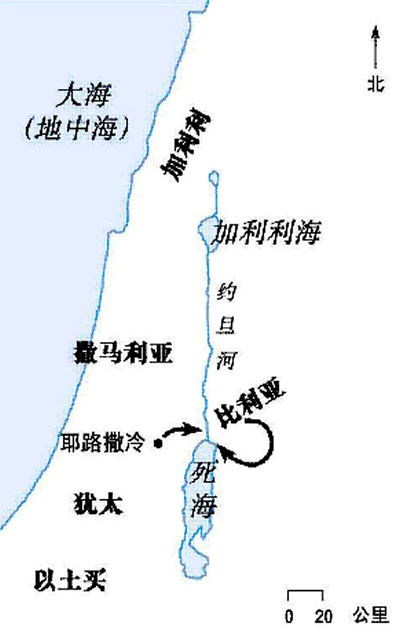 大海
(地中海)
北
加利利
加利利海
约旦河
撒马利亚
比利亚
耶路撒冷
死海
犹太
以土买
0 20 公里